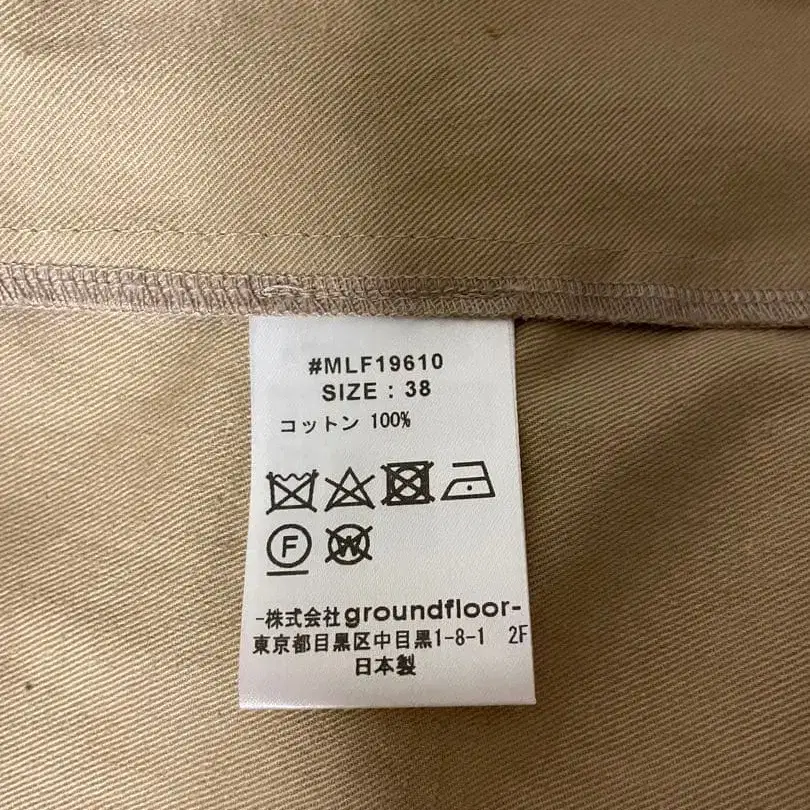 #MLF19610
SIZE : 38
コットン 100%
F
W
-株式会社groundfloor-
東京都目黒区中目黒1-8-1 2F
日本製